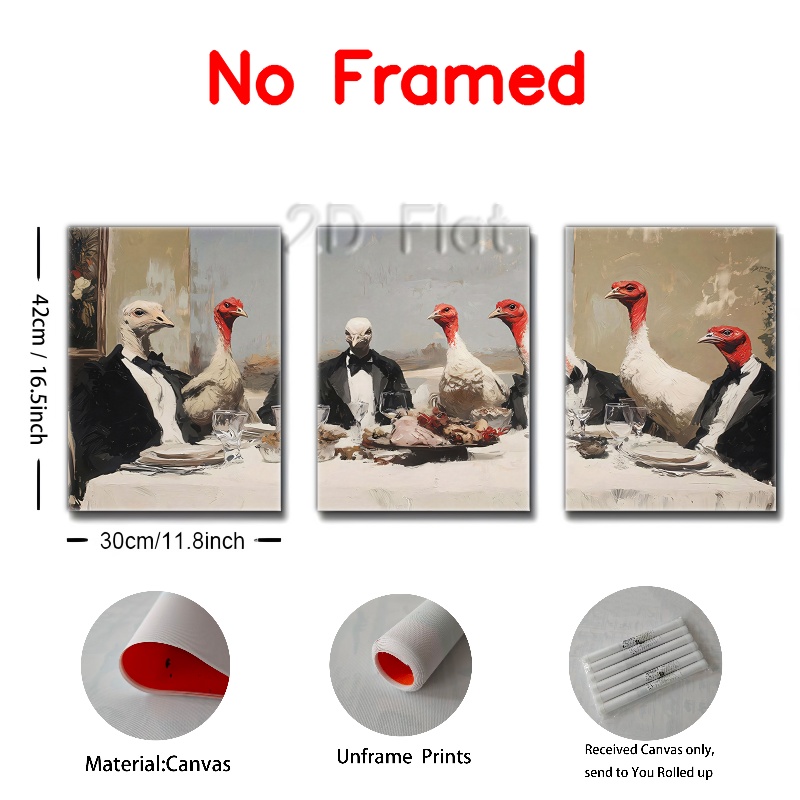 No Framed
2D Flat
42cm / 16.5inch
30cm/11.8inch
Material:Canvas
Unframe Prints
Received Canvas only,
send to You Rolled up